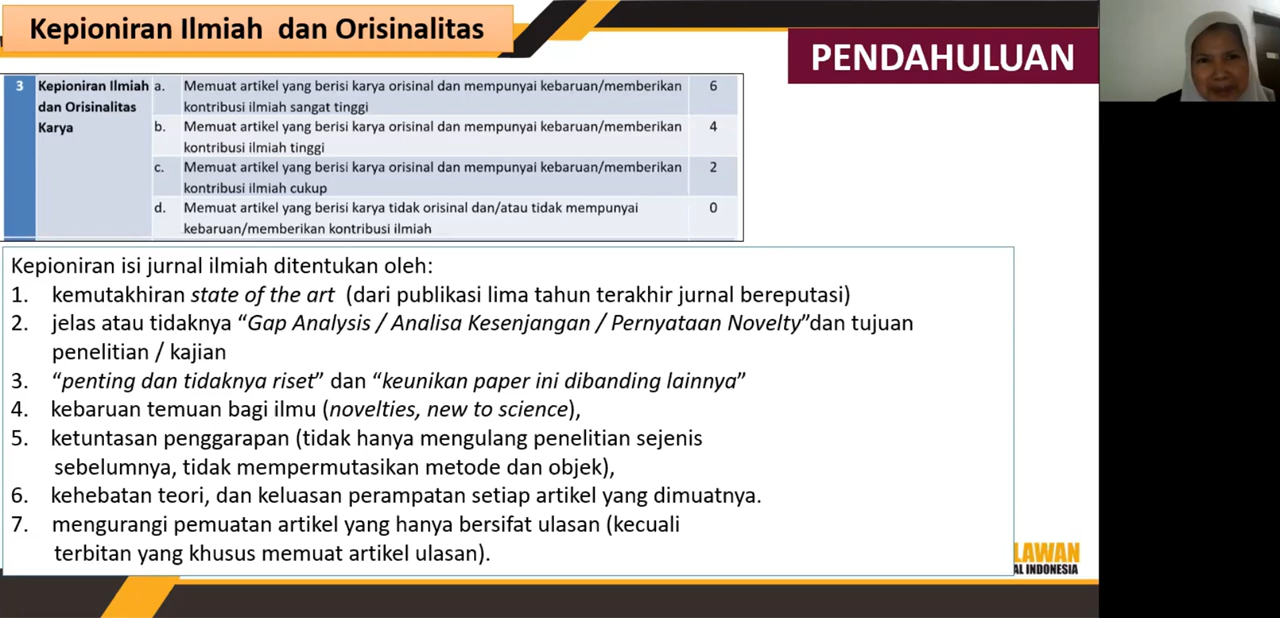 Kepioniran Ilmiah dan Orisinalitas
PENDAHULUAN
3 Kepioniran Ilmiah a. Memuat artikel yang berisi karya orisinal dan mempunyai kebaruan/memberikan 6
dan Orisinalitas kontribusi ilmiah sangat tinggi
Karya b. Memuat artikel yang berisi karya orisinal dan mempunyai kebaruan/memberikan 4
kontribusi ilmiah tinggi
c. Memuat artikel yang berisi karya orisinal dan mempunyai kebaruan/memberikan 2
kontribusi ilmiah cukup
d. Memuat artikel yang berisi karya tidak orisinal dan/atau tidak mempunyai 0
kebaruan/memberikan kontribusi ilmiah
Kepioniran isi jurnal ilmiah ditentukan oleh:
1. kemutakhiran state of the art (dari publikasi lima tahun terakhir jurnal bereputasi)
2. jelas atau tidaknya “Gap Analysis / Analisa Kesenjangan / Pernyataan Novelty”dan tujuan
penelitian / kajian
3. “penting dan tidaknya riset” dan “keunikan paper ini dibanding lainnya”
4. kebaruan temuan bagi ilmu (novelties, new to science),
5. ketuntasan penggarapan (tidak hanya mengulang penelitian sejenis
sebelumnya, tidak mempermutasikan metode dan objek),
6. kehebatan teori, dan keluasan perampatan setiap artikel yang dimuatnya.
7. mengurangi pemuatan artikel yang hanya bersifat ulasan (kecuali
terbitan yang khusus memuat artikel ulasan).
LAWAN
AL INDONESIA